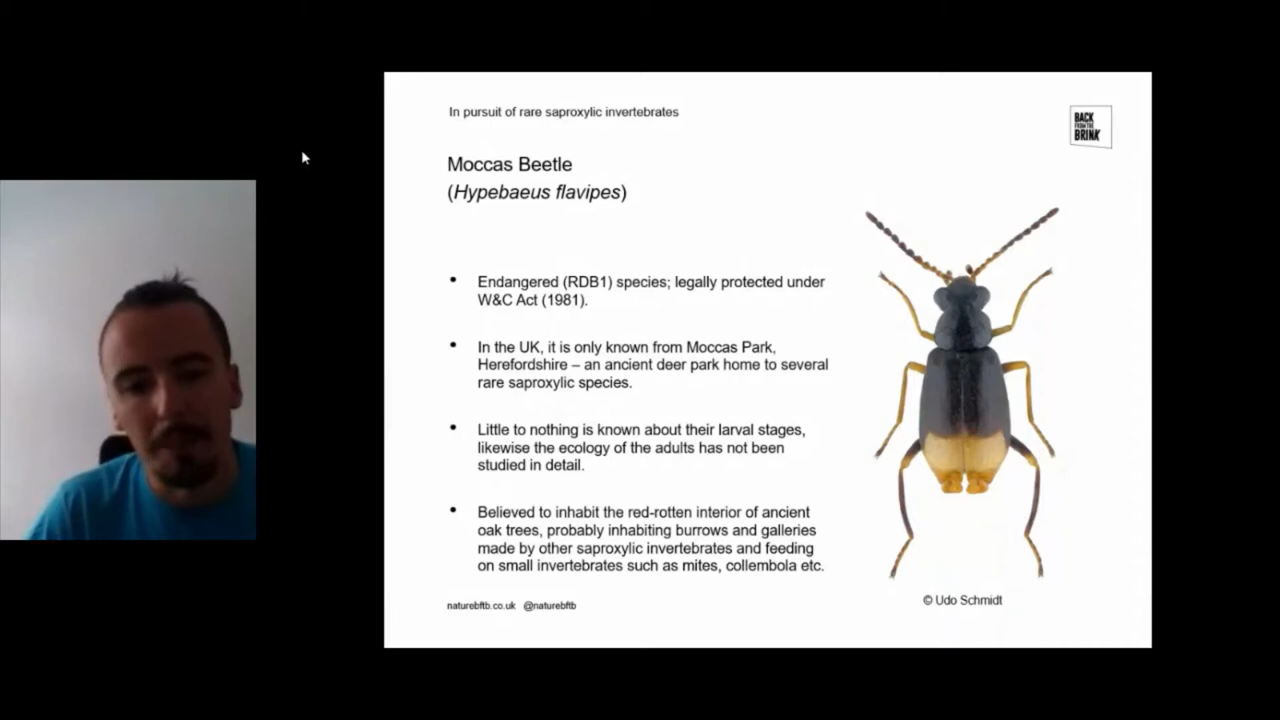 In pursuit of rare saproxylic invertebrates
BACK
FROM THE
BRINK
Moccas Beetle
(Hypebaeus flavipes)
• Endangered (RDB1) species; legally protected under
W&C Act (1981).
• In the UK, it is only known from Moccas Park,
Herefordshire – an ancient deer park home to several
rare saproxylic species.
• Little to nothing is known about their larval stages,
likewise the ecology of the adults has not been
studied in detail.
• Believed to inhabit the red-rotten interior of ancient
oak trees, probably inhabiting burrows and galleries
made by other saproxylic invertebrates and feeding
on small invertebrates such as mites, collembola etc.
© Udo Schmidt
naturebftb.co.uk @naturebftb